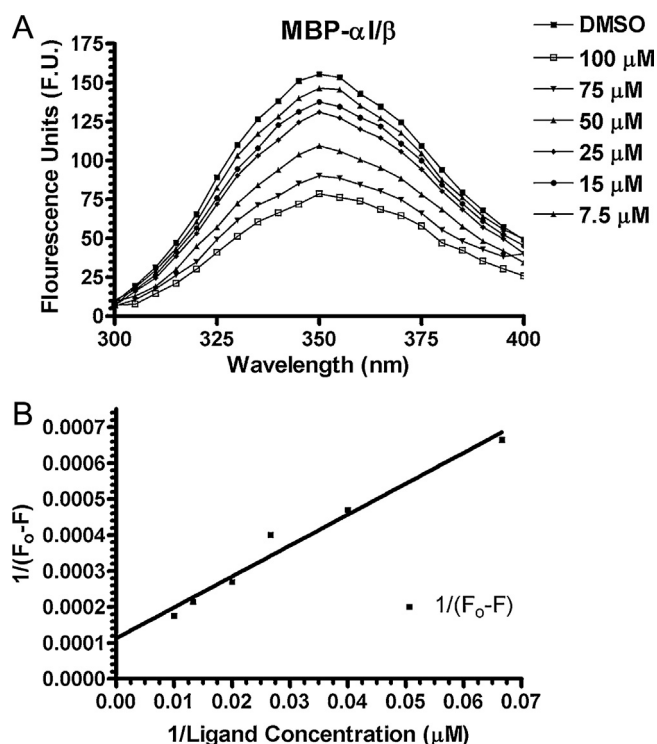 A
MBP-αI/β
Flourescence Units (F.U.)
175
150
125
100
75
50
25
0
300
325
350
375
400
Wavelength (nm)
DMSO
100 μM
75 μM
50 μM
25 μM
15 μM
7.5 μM
B
1/(Fo-F)
0.0007
0.0006
0.0005
0.0004
0.0003
0.0002
0.0001
0.0000
0.00
0.01
0.02
0.03
0.04
0.05
0.06
0.07
1/(Fo-F)
1/Ligand Concentration (μM)